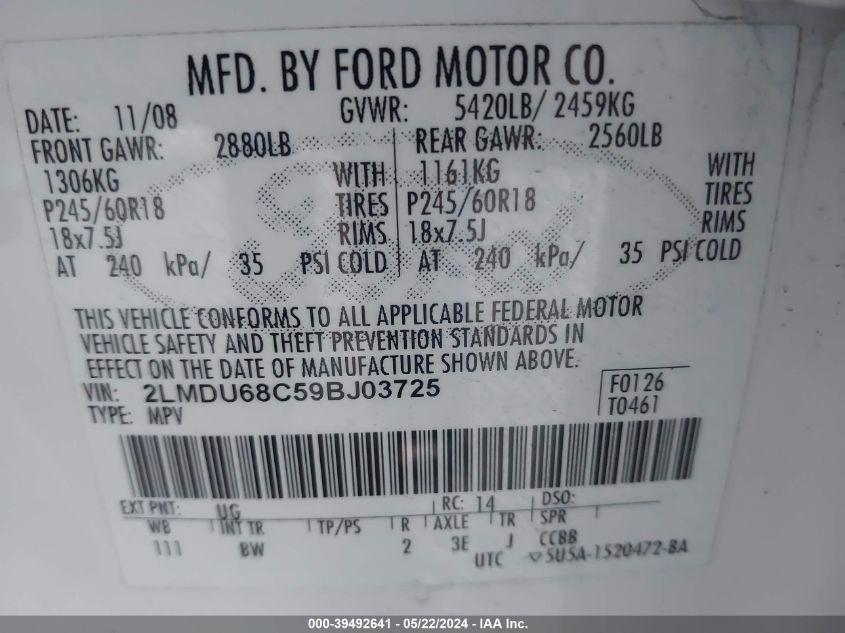 MFD. BY FORD MOTOR CO.
DATE: 11/08 GVWR: 5420LB/ 2459KG
FRONT GAWR: 2880LB REAR GAWR: 2560LB
1306KG WITH 1161KG WITH
P245/60R18 TIRES P245/60R18 TIRES
18x7.5J RIMS 18x7.5J RIMS
AT 240 kPa/ 35 PSI COLD AT 240 kPa/ 35 PSI COLD
THIS VEHICLE CONFORMS TO ALL APPLICABLE FEDERAL MOTOR
VEHICLE SAFETY AND THEFT PREVENTION STANDARDS IN
EFFECT ON THE DATE OF MANUFACTURE SHOWN ABOVE.
VIN: 2LMDU68C59BJ03725 F0126
TYPE: MPV T0461
EXT PNT: UG RC: 14 DSO:
WB INT TR TP/PS R AXLE TR SPR
111 BW 2 3E J CCBB
UTC 5U5A-1520472-BA
000-39492641 - 05/22/2024 - IAA Inc.